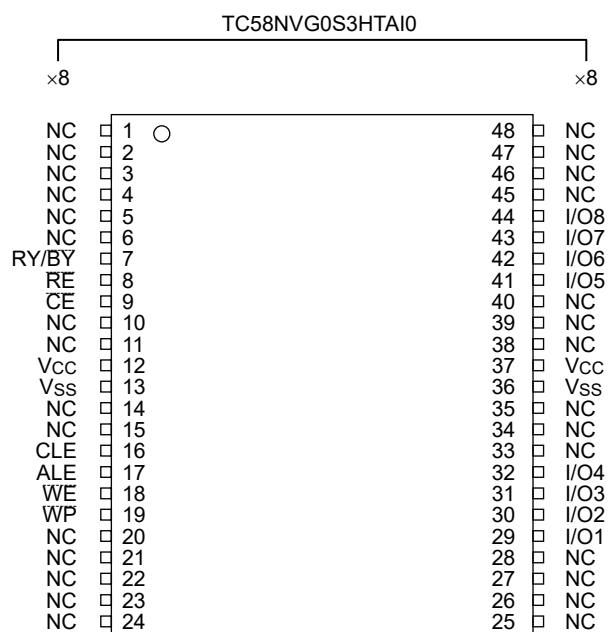 TC58NVG0S3HTAI0
×8 ×8
NC 1 48 NC
NC 2 47 NC
NC 3 46 NC
NC 4 45 NC
NC 5 44 I/O8
NC 6 43 I/O7
RY/B̅Y̅ 7 42 I/O6
R̅E̅ 8 41 I/O5
C̅E̅ 9 40 NC
NC 10 39 NC
NC 11 38 NC
VCC 12 37 VCC
VSS 13 36 VSS
NC 14 35 NC
NC 15 34 NC
CLE 16 33 NC
ALE 17 32 I/O4
W̅E̅ 18 31 I/O3
W̅P̅ 19 30 I/O2
NC 20 29 I/O1
NC 21 28 NC
NC 22 27 NC
NC 23 26 NC
NC 24 25 NC